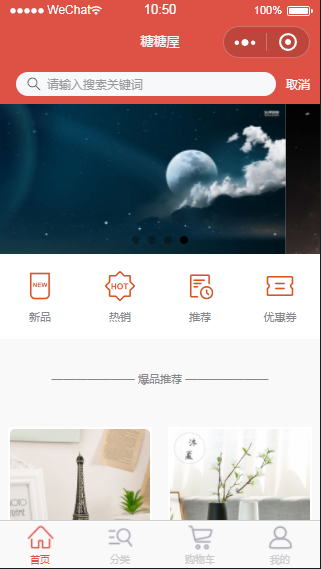 WeChat 10:50 100%
糖糖屋
请输入搜索关键词 取消
NEW HOT
新品 热销 推荐 优惠券
爆品推荐
沐夏
首页 分类 购物车 我的